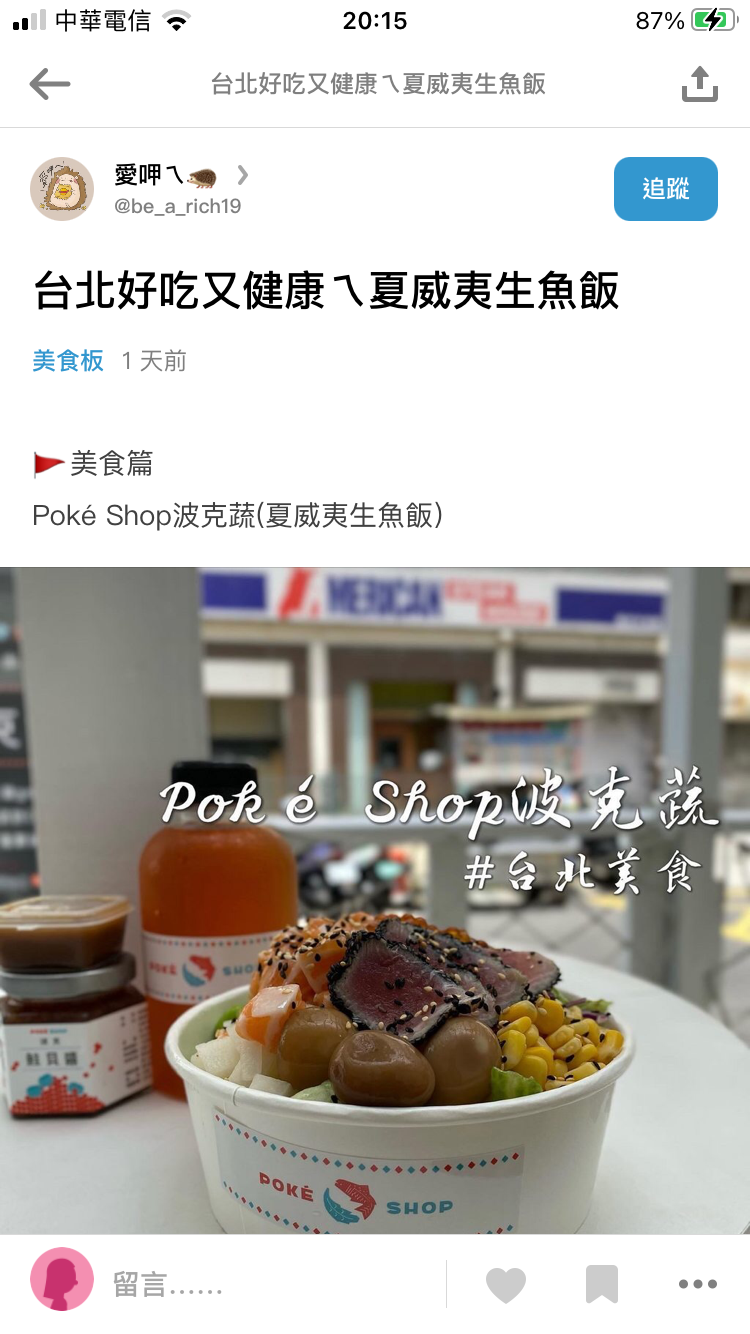 中華電信
20:15
87%
台北好吃又健康ㄟ夏威夷生魚飯
愛呷ㄟ
@be_a_rich19
追蹤
台北好吃又健康ㄟ夏威夷生魚飯
美食板 1 天前
美食篇
Poké Shop波克蔬(夏威夷生魚飯)
MERICAN
Poké Shop波克蔬
#台北美食
POKÉ SHOP
POKÉ SHOP
鮭貝醬
POKÉ SHOP
留言......